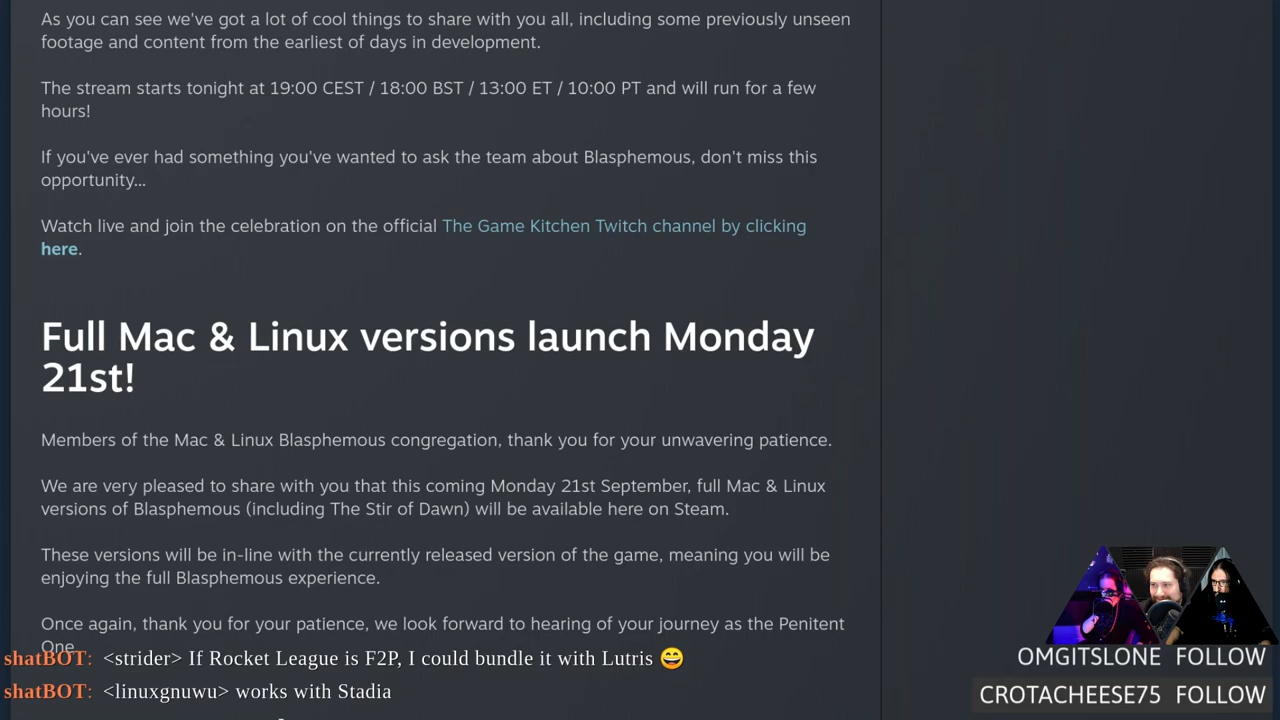 As you can see we've got a lot of cool things to share with you all, including some previously unseen
footage and content from the earliest of days in development.
The stream starts tonight at 19:00 CEST / 18:00 BST / 13:00 ET / 10:00 PT and will run for a few
hours!
If you've ever had something you've wanted to ask the team about Blasphemous, don't miss this
opportunity...
Watch live and join the celebration on the official The Game Kitchen Twitch channel by clicking
here.
Full Mac & Linux versions launch Monday
21st!
Members of the Mac & Linux Blasphemous congregation, thank you for your unwavering patience.
We are very pleased to share with you that this coming Monday 21st September, full Mac & Linux
versions of Blasphemous (including The Stir of Dawn) will be available here on Steam.
These versions will be in-line with the currently released version of the game, meaning you will be
enjoying the full Blasphemous experience.
Once again, thank you for your patience, we look forward to hearing of your journey as the Penitent
One
shatBOT: <strider> If Rocket League is F2P, I could bundle it with Lutris 😄
shatBOT: <linuxgnuwu> works with Stadia
OMGITSLONE FOLLOW
CROTACHEESE75 FOLLOW